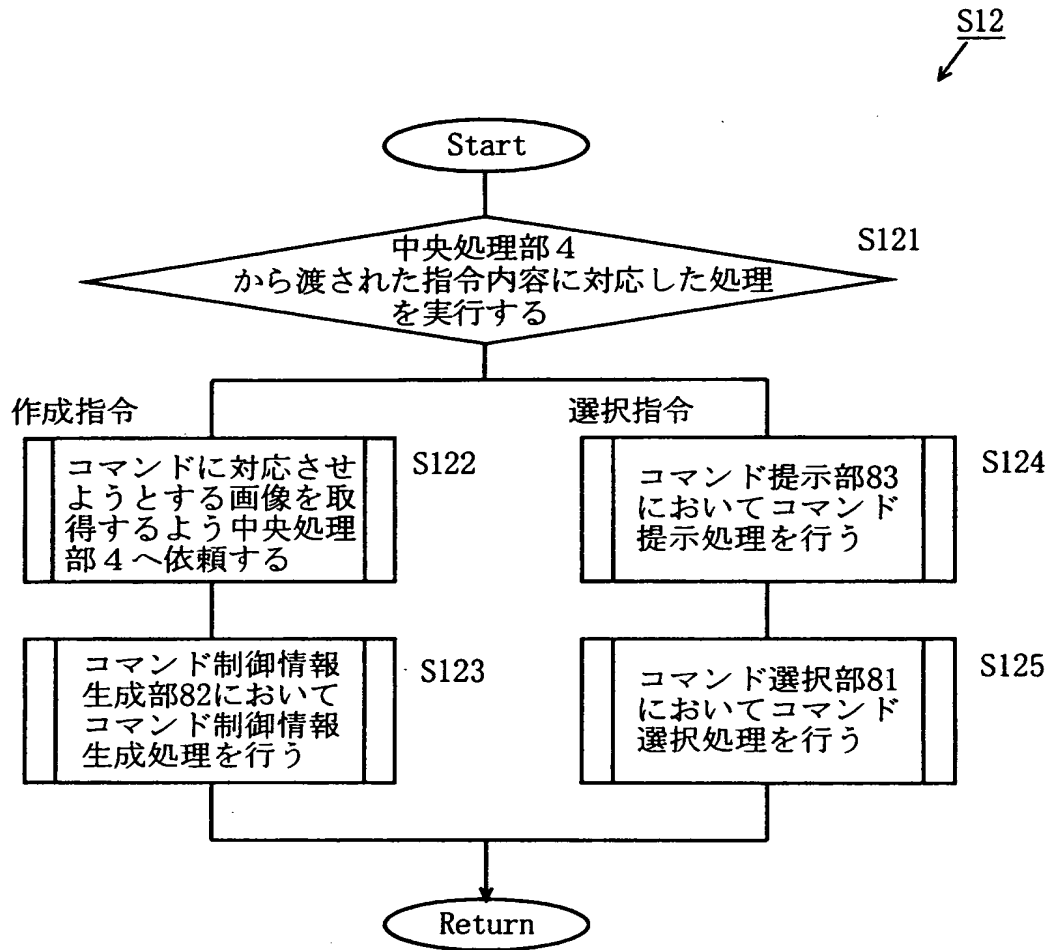 S12
Start
中央処理部4
から渡された指令内容に対応した処理
を実行する
S121
作成指令
コマンドに対応させ
ようとする画像を取
得するよう中央処理
部4へ依頼する
S122
選択指令
コマンド提示部83
においてコマンド
提示処理を行う
S124
コマンド制御情報
生成部82において
コマンド制御情報
生成処理を行う
S123
コマンド選択部81
においてコマンド
選択処理を行う
S125
Return